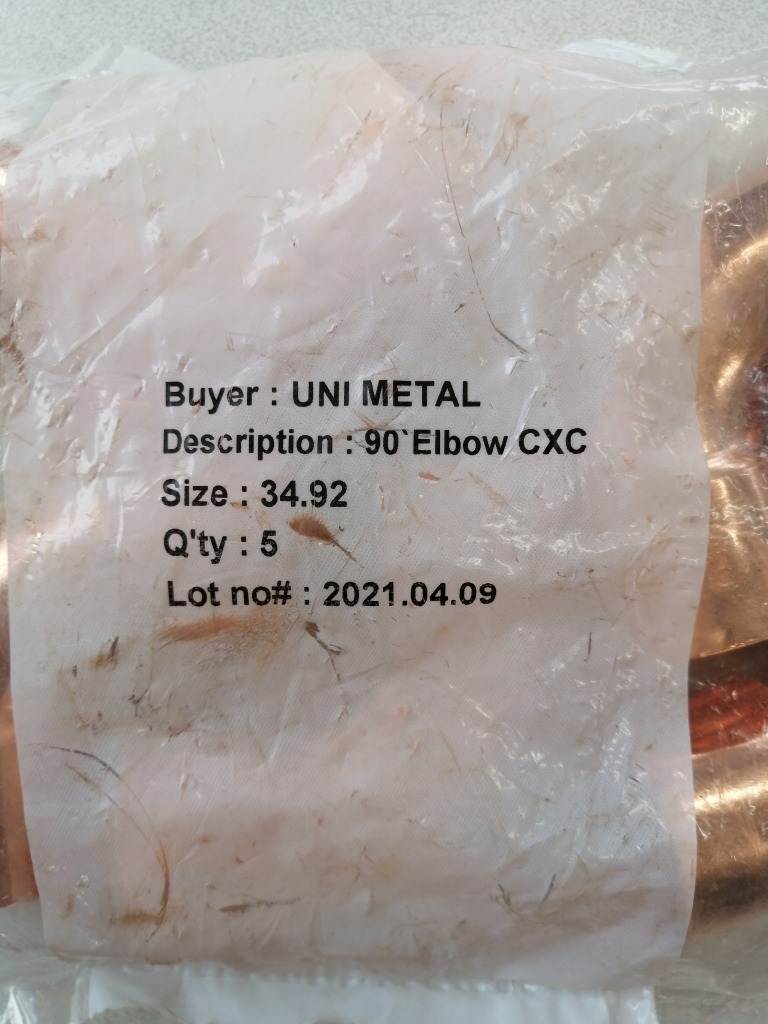 Buyer : UNI METAL
Description : 90`Elbow CXC
Size : 34.92
Q'ty : 5
Lot no# : 2021.04.09